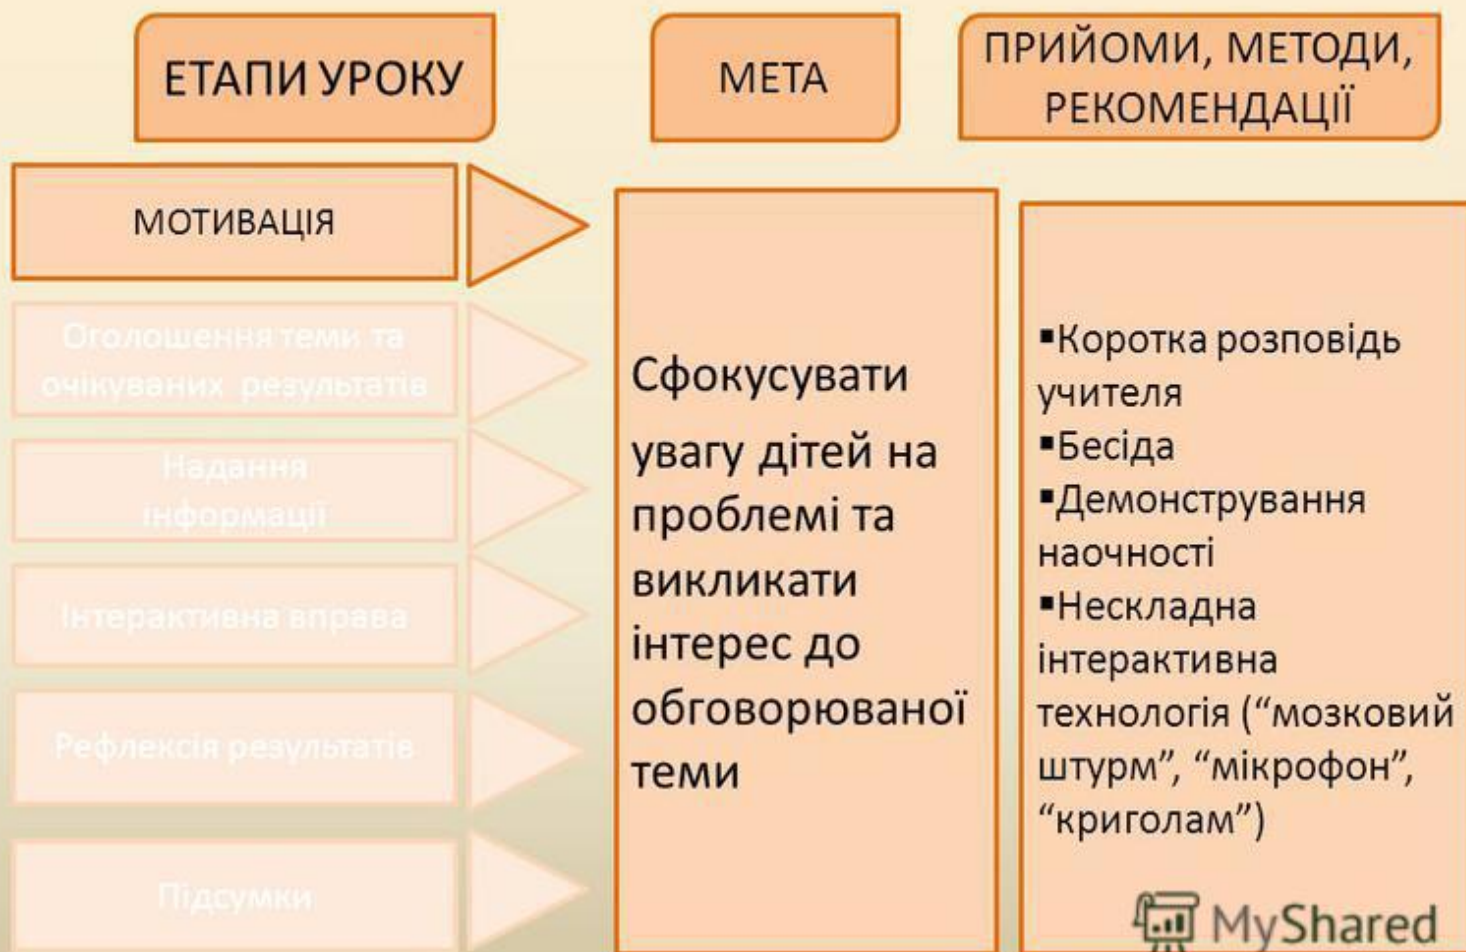 ЕТАПИ УРОКУ
МЕТА
ПРИЙОМИ, МЕТОДИ,
РЕКОМЕНДАЦІЇ
МОТИВАЦІЯ
Оголошення теми та
очікуваних результатів
Надання
інформації
Інтерактивна вправа
Рефлексія результатів
Підсумки
Сфокусувати
увагу дітей на
проблемі та
викликати
інтерес до
обговорюваної
теми
▪Коротка розповідь
учителя
▪Бесіда
▪Демонстрування
наочності
▪Нескладна
інтерактивна
технологія (“мозковий
штурм”, “мікрофон”,
“криголам”)
MyShared